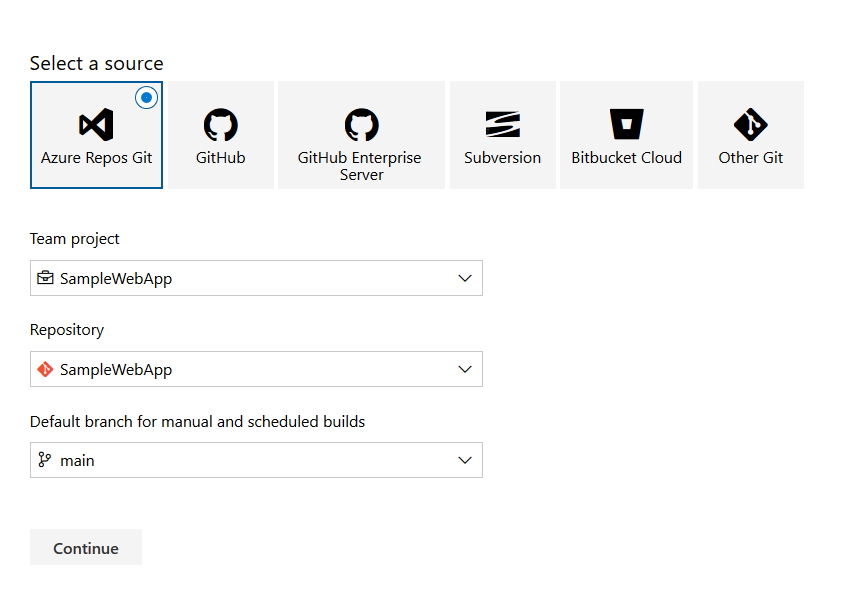 Select a source
Azure Repos Git
GitHub
GitHub Enterprise
Server
Subversion
Bitbucket Cloud
Other Git
Team project
SampleWebApp
Repository
SampleWebApp
Default branch for manual and scheduled builds
main
Continue